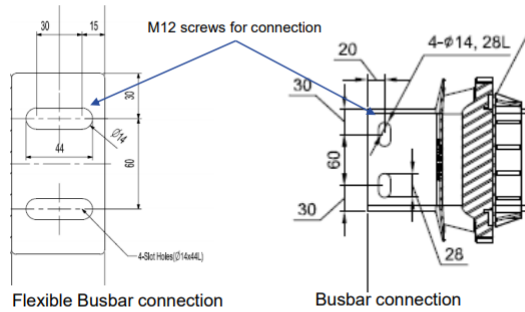 30
15
M12 screws for connection
20
4-Ø14, 28L
30
30
Ø14
44
60
60
30
28
4-Slot Holes(Ø14x44L)
Flexible Busbar connection
Busbar connection